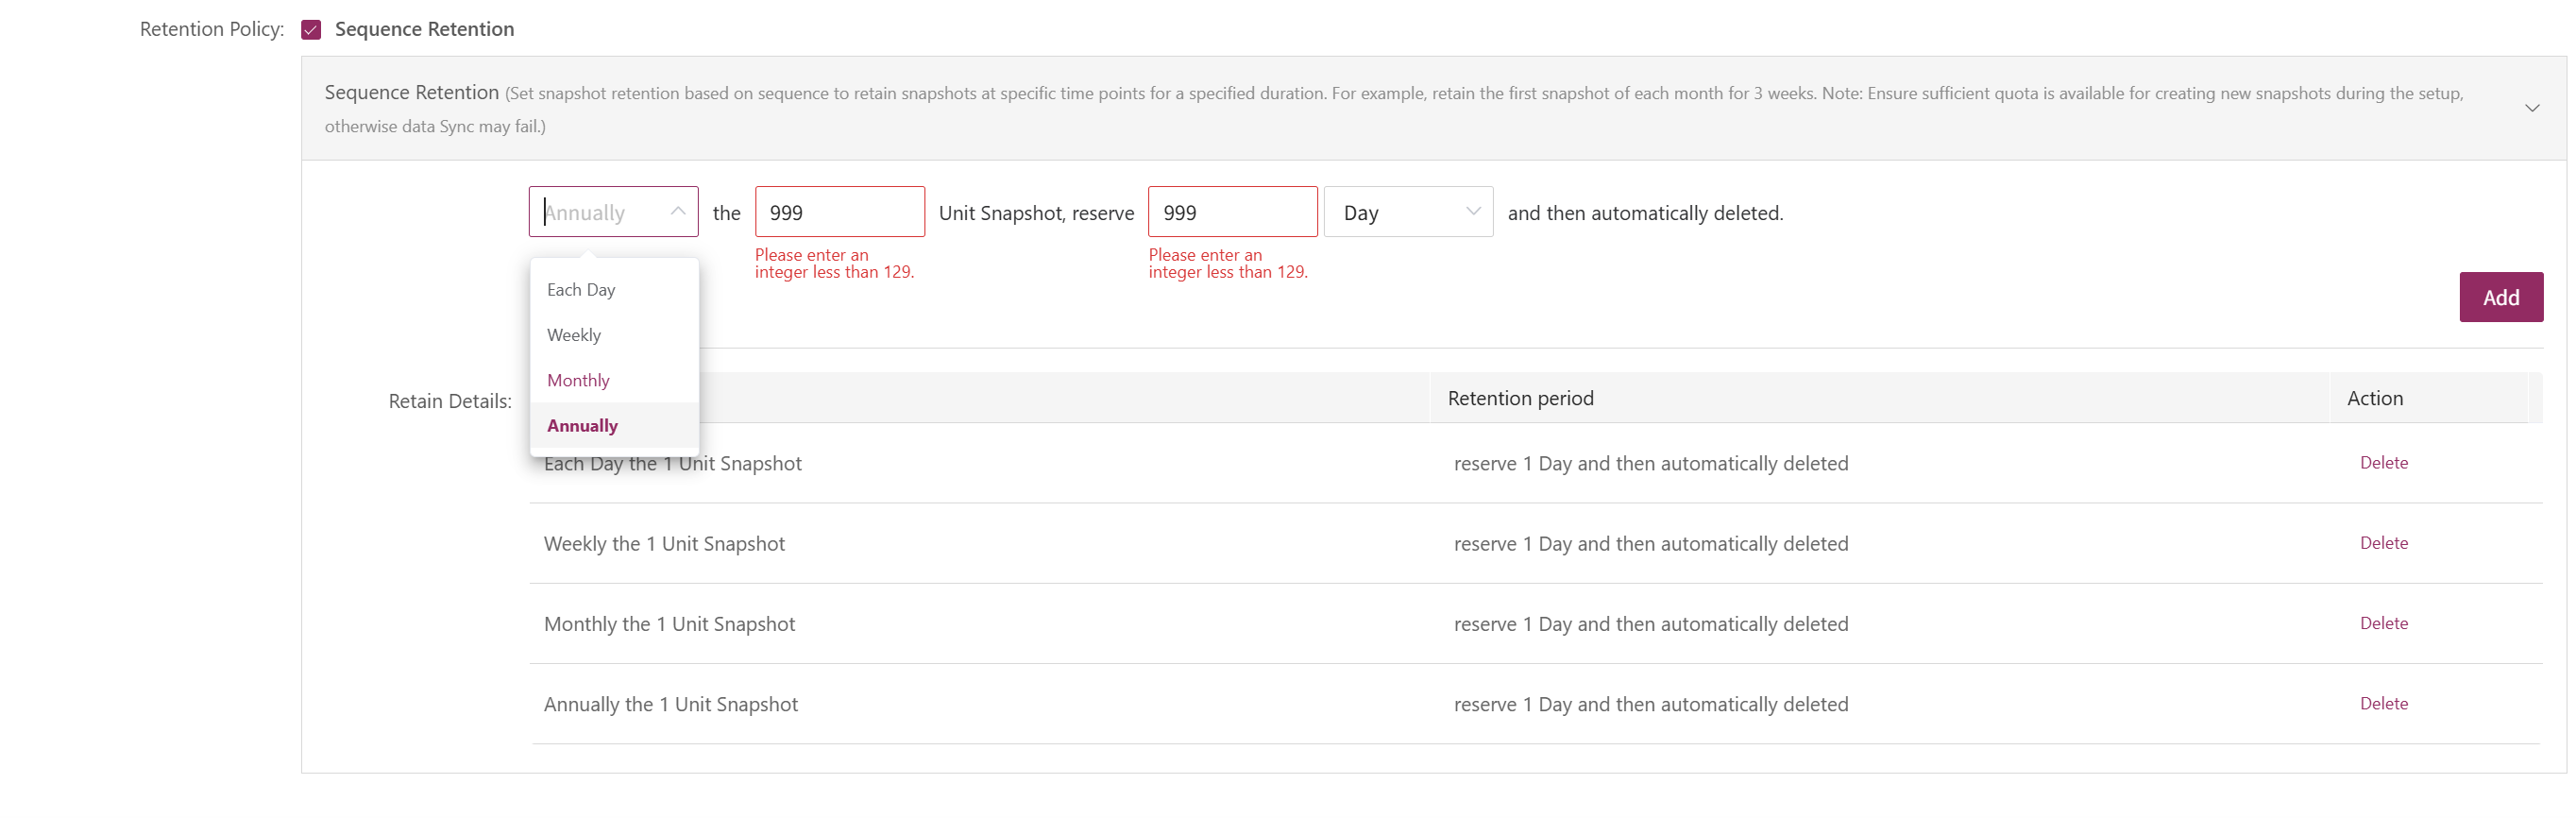 Retention Policy: Sequence Retention
Sequence Retention (Set snapshot retention based on sequence to retain snapshots at specific time points for a specified duration. For example, retain the first snapshot of each month for 3 weeks. Note: Ensure sufficient quota is available for creating new snapshots during the setup,
otherwise data Sync may fail.)
Annually the 999 Unit Snapshot, reserve 999 Day and then automatically deleted.
Please enter an
integer less than 129.
Please enter an
integer less than 129.
Each Day
Weekly
Monthly
Annually
Add
Retain Details:
Retention period Action
Each Day the 1 Unit Snapshot reserve 1 Day and then automatically deleted Delete
Weekly the 1 Unit Snapshot reserve 1 Day and then automatically deleted Delete
Monthly the 1 Unit Snapshot reserve 1 Day and then automatically deleted Delete
Annually the 1 Unit Snapshot reserve 1 Day and then automatically deleted Delete